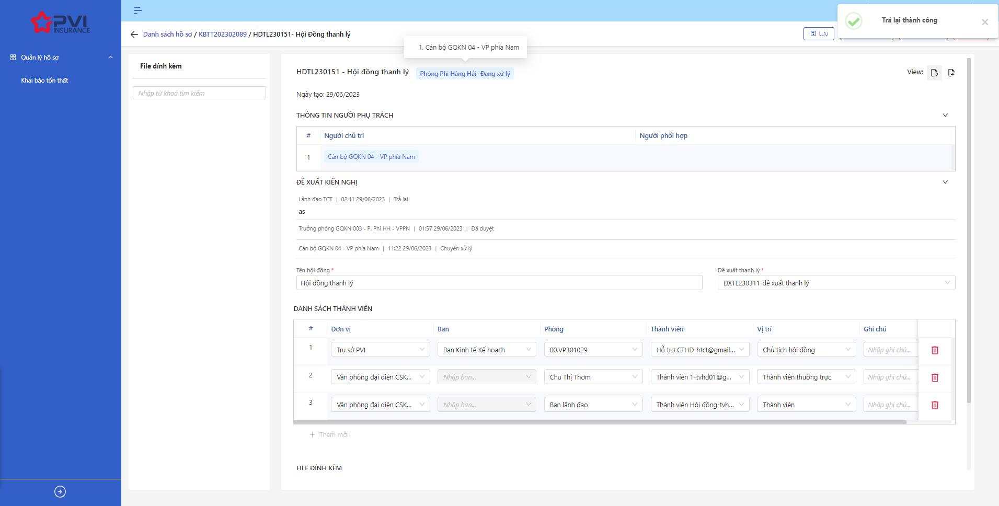 PVI
INSURANCE
Quản lý hồ sơ
Khai báo tổn thất
Trả lại thành công
Danh sách hồ sơ / KBTT202302089 / HDTL230151- Hội Đồng thanh lý
Lưu
1. Cán bộ GQKN 04 - VP phía Nam
File đính kèm
Nhập từ khoá tìm kiếm
HDTL230151 - Hội đồng thanh lý
Phòng Phi Hàng Hải -Đang xử lý
View:
Ngày tạo: 29/06/2023
THÔNG TIN NGƯỜI PHỤ TRÁCH
# Người chủ trì Người phối hợp
1 Cán bộ GQKN 04 - VP phía Nam
ĐỀ XUẤT KIẾN NGHỊ
Lãnh đạo TCT | 02:41 29/06/2023 | Trả lại
as
Trưởng phòng GQKN 003 - P. Phi HH - VPPN | 01:57 29/06/2023 | Đã duyệt
Cán bộ GQKN 04 - VP phía Nam | 11:22 29/06/2023 | Chuyển xử lý
Tên hội đồng * Đề xuất thanh lý *
Hội đồng thanh lý DXTL230311-đề xuất thanh lý
DANH SÁCH THÀNH VIÊN
# Đơn vị Ban Phòng Thành viên Vị trí Ghi chú
1 Trụ sở PVI Ban Kinh tế Kế hoạch 00.VP301029 Hỗ trợ CTHD-htct@gmail... Chủ tịch hội đồng Nhập ghi chú...
2 Văn phòng đại diện CSK... Nhập ban... Chu Thị Thơm Thành viên 1-tvhd01@g... Thành viên thường trực Nhập ghi chú...
3 Văn phòng đại diện CSK... Nhập ban... Ban lãnh đạo Thành viên Hội đồng-tvh... Thành viên Nhập ghi chú...
+ Thêm mới
FILE ĐÍNH KÈM